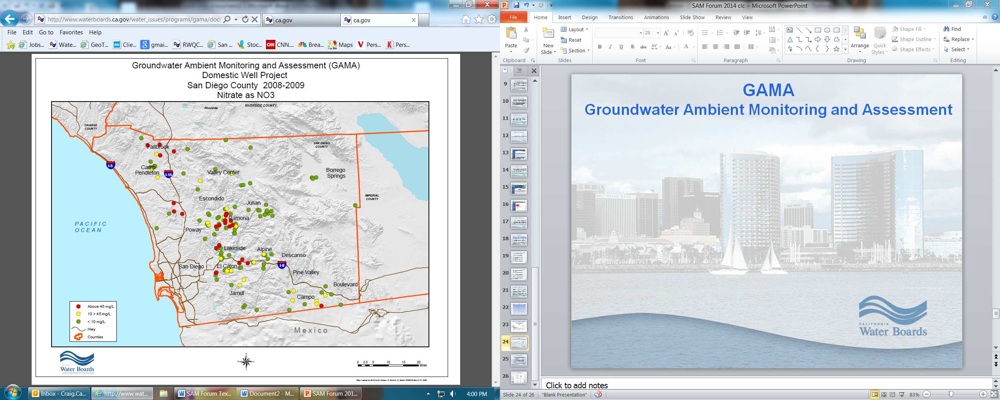 http://www.waterboards.ca.gov/water_issues/programs/gama/doc
ca.gov
ca.gov
File Edit Go to Favorites Help
Jobs... Wate... GeoT... Clie... gmai... RWQC... San ... Stoc... CNN.... Brea... Maps Pers... Pers...
Groundwater Ambient Monitoring and Assessment (GAMA)
Domestic Well Project
San Diego County 2008-2009
Nitrate as NO3
Riverside
RIVERSIDE COUNTY
ORANGE
COUNTY
SAN DIEGO
COUNTY
Fallbrook
I-5
Camp
Pendleton
I-15
Valley Center
Borrego
Springs
IMPERIAL
COUNTY
Escondido
Julian
Ramona
PACIFIC
OCEAN
Poway
Lakeside
Alpine
Descanso
San Diego
El Cajon
I-8
Pine Valley
Boulevard
Jamul
Campo
Mexico
Above 45 mg/L
10 > 45 mg/L
< 10 mg/L
Hwy
Counties
Water Boards
0 2.5 5 10 15 20
Miles
Inbox - Craig.Ca...
http://www.wat...
SAM Forum Tex...
Document2 - M...
SAM Forum 201...
4:00 PM
SAM Forum 2014 clc - Microsoft PowerPoint
File Home Insert Design Transitions Animations Slide Show Review View
Paste
Clipboard
New
Slide
Layout
Reset
Section
Slides
28
B I U S abc AV Aa A
Font
Paragraph
Arrange
Quick
Styles
Shape Fill
Shape Outline
Shape Effects
Drawing
Find
Replace
Select
Editing
9
10
11
12
13
14
15
16
17
18
19
20
21
22
23
24
25
26
GAMA
Groundwater Ambient Monitoring and Assessment
UNION BANK
CALIFORNIA
Water Boards
Click to add notes
Slide 24 of 26
"Blank Presentation"
83%